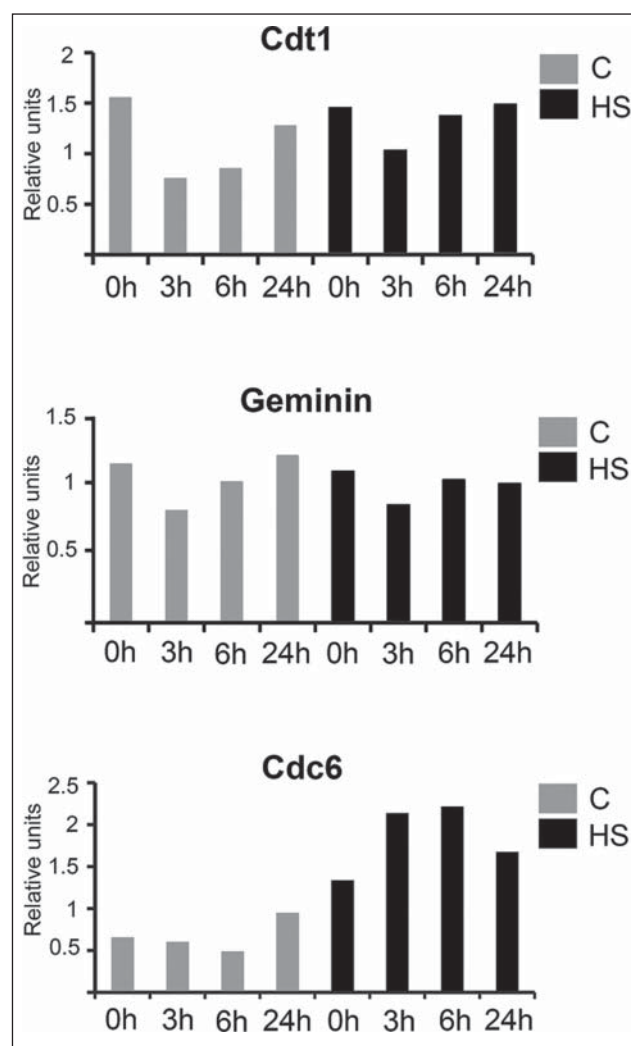 Cdt1
Relative units
2
1.5
1
0.5
C
HS
0h 3h 6h 24h 0h 3h 6h 24h
Geminin
Relative units
1.5
1
0.5
C
HS
0h 3h 6h 24h 0h 3h 6h 24h
Cdc6
Relative units
2.5
2
1.5
1
0.5
C
HS
0h 3h 6h 24h 0h 3h 6h 24h